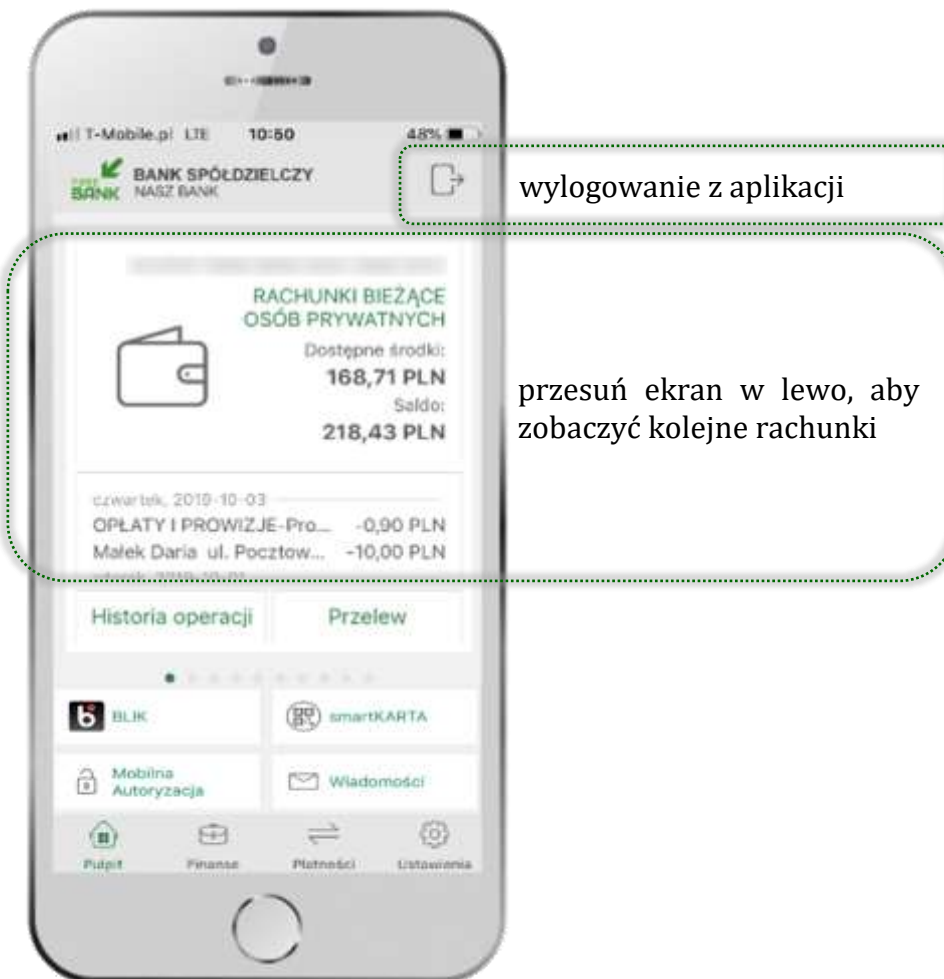 T-Mobile.pl LTE 10:50 48%
BANK SPÓŁDZIELCZY
BANK NASZ BANK
wylogowanie z aplikacji
RACHUNKI BIEŻĄCE
OSÓB PRYWATNYCH
Dostępne środki:
168,71 PLN
Saldo:
218,43 PLN
przesuń ekran w lewo, aby
zobaczyć kolejne rachunki
czwartek, 2019-10-03
OPŁATY I PROWIZJE-Pro... -0,90 PLN
Małek Daria ul. Pocztow... -10,00 PLN
Historia operacji Przelew
BLIK smartKARTA
Mobilna
Autoryzacja
Wiadomości
Pulpit Finanse Płatności Ustawienia